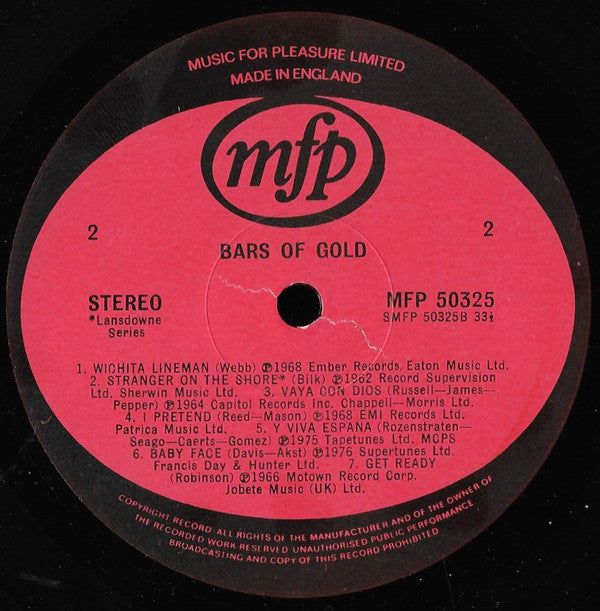 MUSIC FOR PLEASURE LIMITED
MADE IN ENGLAND
mfp
2
2
BARS OF GOLD
STEREO
*Lansdowne
Series
MFP 50325
SMFP 50325B 33⅓
1. WICHITA LINEMAN (Webb) ℗1968 Ember Records, Eaton Music Ltd.
2. STRANGER ON THE SHORE* (Bilk) ℗1962 Record Supervision
Ltd. Sherwin Music Ltd. 3. VAYA CON DIOS (Russell—James—
Pepper) ℗1964 Capitol Records Inc. Chappell—Morris Ltd.
4. I PRETEND (Reed—Mason) ℗1968 EMI Records Ltd.
Patrica Music Ltd. 5. Y VIVA ESPANA (Rozenstraten—
Seago—Caerts—Gomez) ℗1975 Tapetunes Ltd. MCPS
6. BABY FACE (Davis—Akst) ℗1976 Supertunes Ltd.
Francis Day & Hunter Ltd. 7. GET READY
(Robinson) ℗1966 Motown Record Corp.
Jobete Music (UK) Ltd.
COPYRIGHT RECORD ALL RIGHTS OF THE MANUFACTURER AND OF THE OWNER OF
THE RECORDED WORK RESERVED UNAUTHORISED PUBLIC PERFORMANCE
BROADCASTING AND COPY OF THIS RECORD PROHIBITED